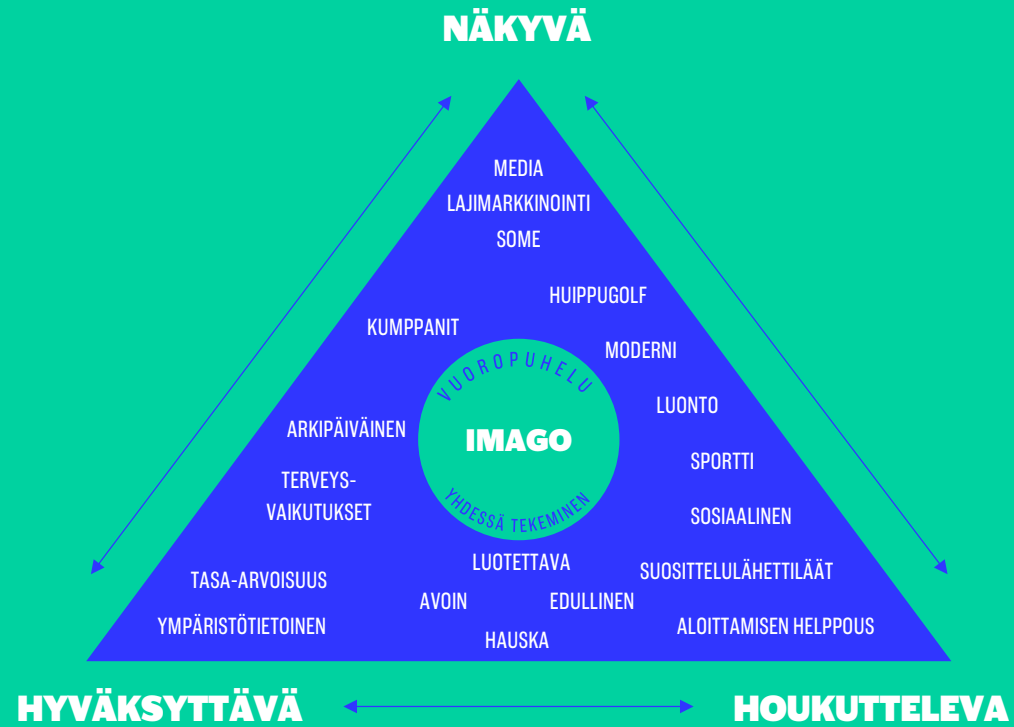 NÄKYVÄ
MEDIA
LAJIMARKKINOINTI
SOME
HUIPPUGOLF
KUMPPANIT
MODERNI
VUOROPUHELU
LUONTO
ARKIPÄIVÄINEN
IMAGO
SPORTTI
TERVEYS-
VAIKUTUKSET
YHDESSÄ TEKEMINEN
SOSIAALINEN
LUOTETTAVA
SUOSITTELULÄHETTILÄÄT
TASA-ARVOISUUS
AVOIN
EDULLINEN
YMPÄRISTÖTIETOINEN
ALOITTAMISEN HELPPOUS
HAUSKA
HYVÄKSYTTÄVÄ
HOUKUTTELEVA